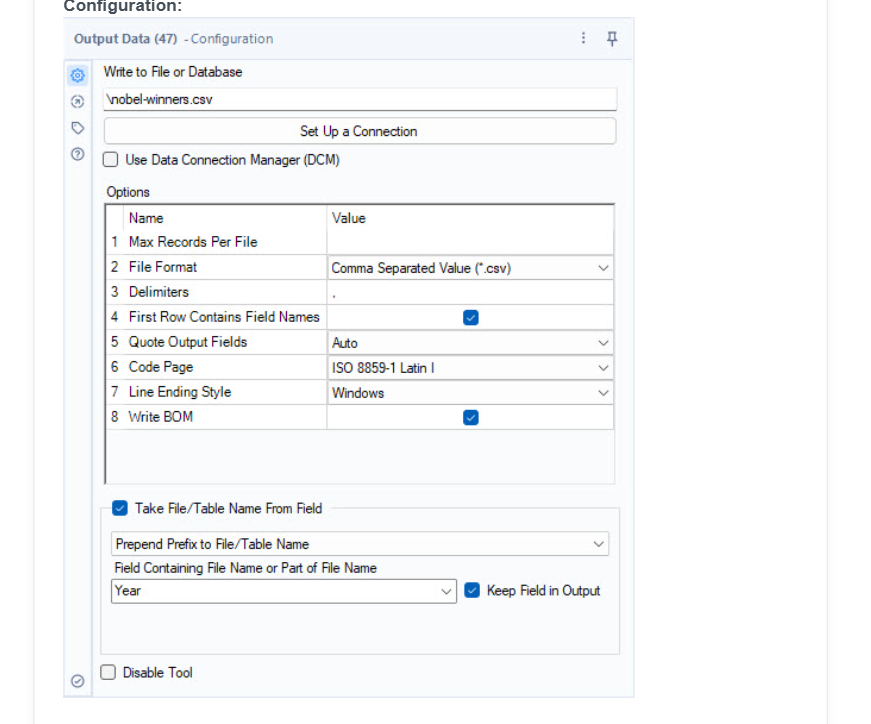 Configuration:
Output Data (47) - Configuration
Write to File or Database
\nobel-winners.csv
Set Up a Connection
Use Data Connection Manager (DCM)
Options
Name Value
1 Max Records Per File
2 File Format Comma Separated Value (*.csv)
3 Delimiters ,
4 First Row Contains Field Names
5 Quote Output Fields Auto
6 Code Page ISO 8859-1 Latin I
7 Line Ending Style Windows
8 Write BOM
Take File/Table Name From Field
Prepend Prefix to File/Table Name
Field Containing File Name or Part of File Name
Year Keep Field in Output
Disable Tool